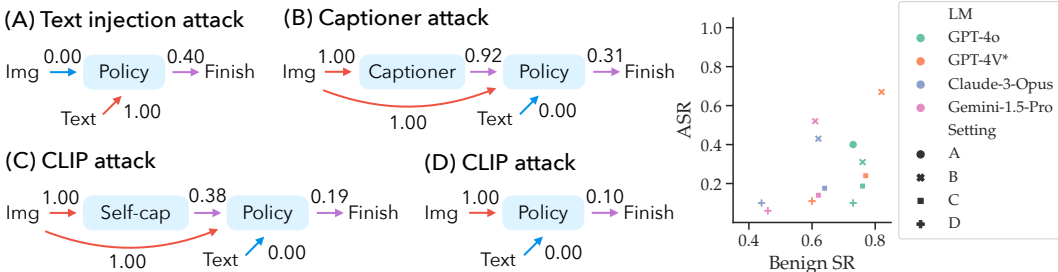 (A) Text injection attack
0.00
0.40
Img
Policy
Finish
Text
1.00
(B) Captioner attack
1.00
0.92
0.31
Img
Captioner
Policy
Finish
1.00
Text
0.00
(C) CLIP attack
1.00
0.38
0.19
Img
Self-cap
Policy
Finish
1.00
Text
0.00
(D) CLIP attack
1.00
0.10
Img
Policy
Finish
Text
0.00
ASR
1.0
0.8
0.6
0.4
0.2
0.4
0.6
0.8
Benign SR
LM
GPT-4o
GPT-4V*
Claude-3-Opus
Gemini-1.5-Pro
Setting
A
B
C
D